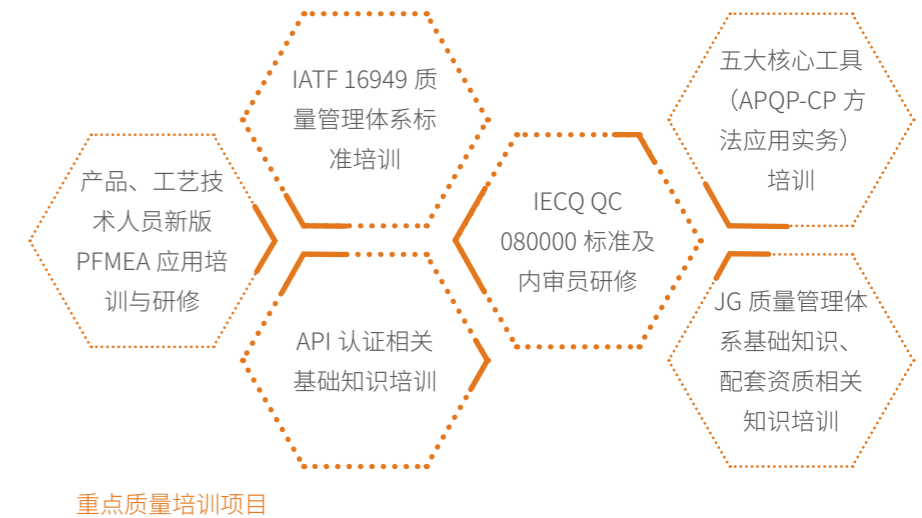 产品、工艺技
术人员新版
PFMEA 应用培
训与研修
IATF 16949 质
量管理体系标
准培训
API 认证相关
基础知识培训
IECQ QC
080000 标准及
内审员研修
五大核心工具
（APQP-CP 方
法应用实务）
培训
JG 质量管理体
系基础知识、
配套资质相关
知识培训
重点质量培训项目